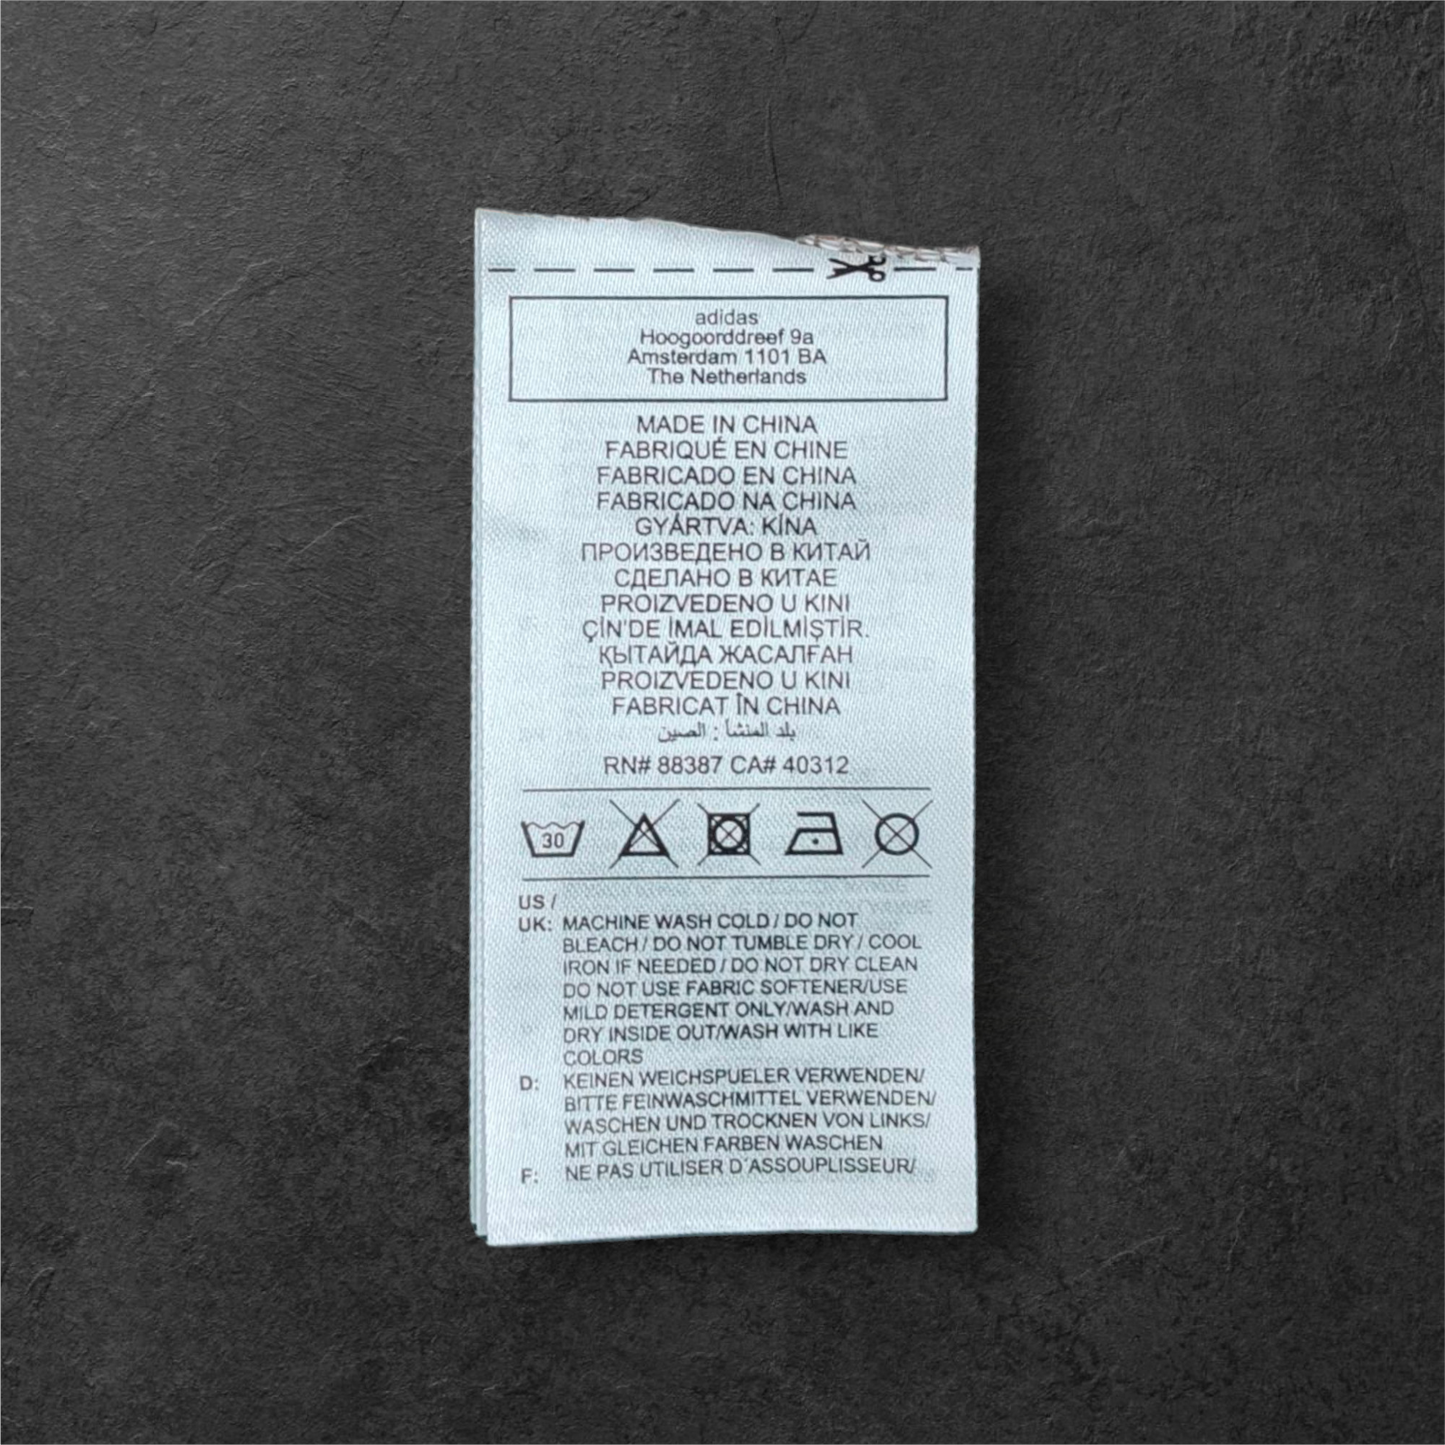 adidas
Hoogoorddreef 9a
Amsterdam 1101 BA
The Netherlands
MADE IN CHINA
FABRIQUÉ EN CHINE
FABRICADO EN CHINA
FABRICADO NA CHINA
GYÁRTVA: KÍNA
ПРОИЗВЕДЕНО В КИТАЙ
СДЕЛАНО В КИТАЕ
PROIZVEDENO U KINI
ÇİN'DE İMAL EDİLMİŞTİR.
ҚЫТАЙДА ЖАСАЛҒАН
PROIZVEDENO U KINI
FABRICAT ÎN CHINA
بلد المنشأ : الصين
RN# 88387 CA# 40312
30
US /
UK: MACHINE WASH COLD / DO NOT
BLEACH / DO NOT TUMBLE DRY / COOL
IRON IF NEEDED / DO NOT DRY CLEAN
DO NOT USE FABRIC SOFTENER/USE
MILD DETERGENT ONLY/WASH AND
DRY INSIDE OUT/WASH WITH LIKE
COLORS
D: KEINEN WEICHSPUELER VERWENDEN/
BITTE FEINWASCHMITTEL VERWENDEN/
WASCHEN UND TROCKNEN VON LINKS/
MIT GLEICHEN FARBEN WASCHEN
F: NE PAS UTILISER D´ASSOUPLISSEUR/